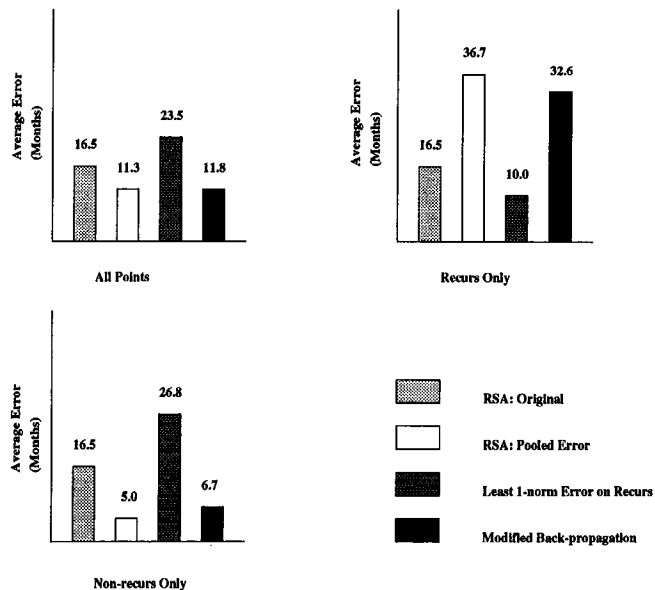 Average Error
(Months)
16.5
11.3
23.5
11.8
All Points
Average Error
(Months)
16.5
36.7
10.0
32.6
Recurs Only
Average Error
(Months)
16.5
5.0
26.8
6.7
Non-recurs Only
RSA: Original
RSA: Pooled Error
Least 1-norm Error on Recurs
Modified Back-propagation